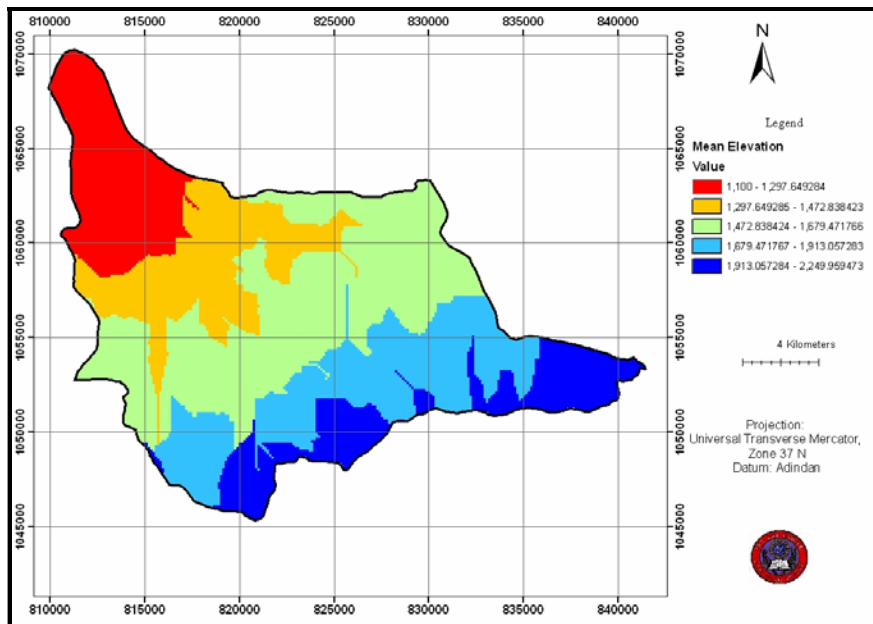 810000 815000 820000 825000 830000 835000 840000
1070000 1070000
1065000 1065000
1060000 1060000
1055000 1055000
1050000 1050000
1045000 1045000
810000 815000 820000 825000 830000 835000 840000
N
Legend
Mean Elevation
Value
1,100 - 1,297.649284
1,297.649285 - 1,472.838423
1,472.838424 - 1,679.471766
1,679.471767 - 1,913.057283
1,913.057284 - 2,249.959473
4 Kilometers
Projection:
Universal Transverse Mercator,
Zone 37 N
Datum: Adindan